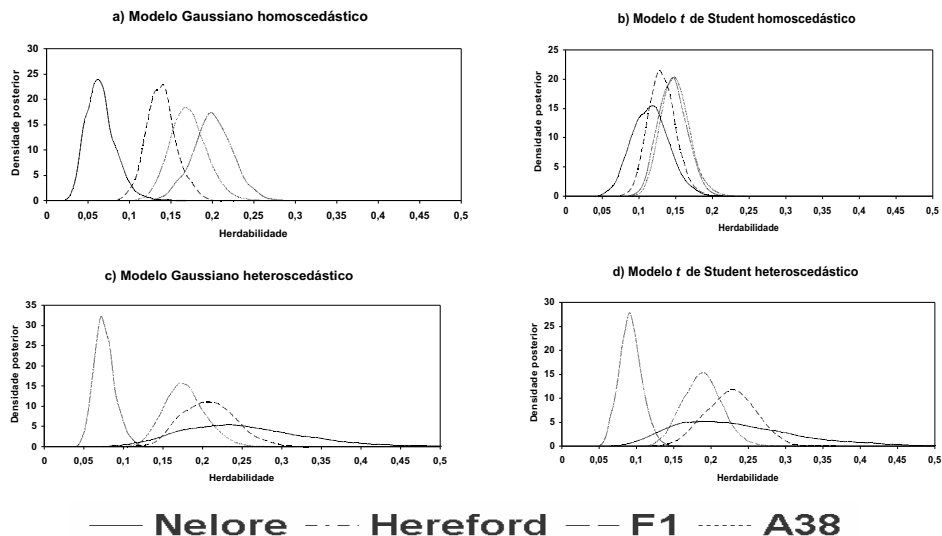 a) Modelo Gaussiano homoscedástico
Densidade posterior
30
25
20
15
10
5
0
0 0,05 0,1 0,15 0,2 0,25 0,3 0,35 0,4 0,45 0,5
Herdabilidade
b) Modelo t de Student homoscedástico
Densidade posterior
25
20
15
10
5
0
0 0,05 0,1 0,15 0,2 0,25 0,3 0,35 0,4 0,45 0,5
Herdabilidade
c) Modelo Gaussiano heteroscedástico
Densidade posterior
35
30
25
20
15
10
5
0
0 0,05 0,1 0,15 0,2 0,25 0,3 0,35 0,4 0,45 0,5
Herdabilidade
d) Modelo t de Student heteroscedástico
Densidade posterior
30
25
20
15
10
5
0
0 0,05 0,1 0,15 0,2 0,25 0,3 0,35 0,4 0,45 0,5
Herdabilidade
Nelore Hereford F1 A38